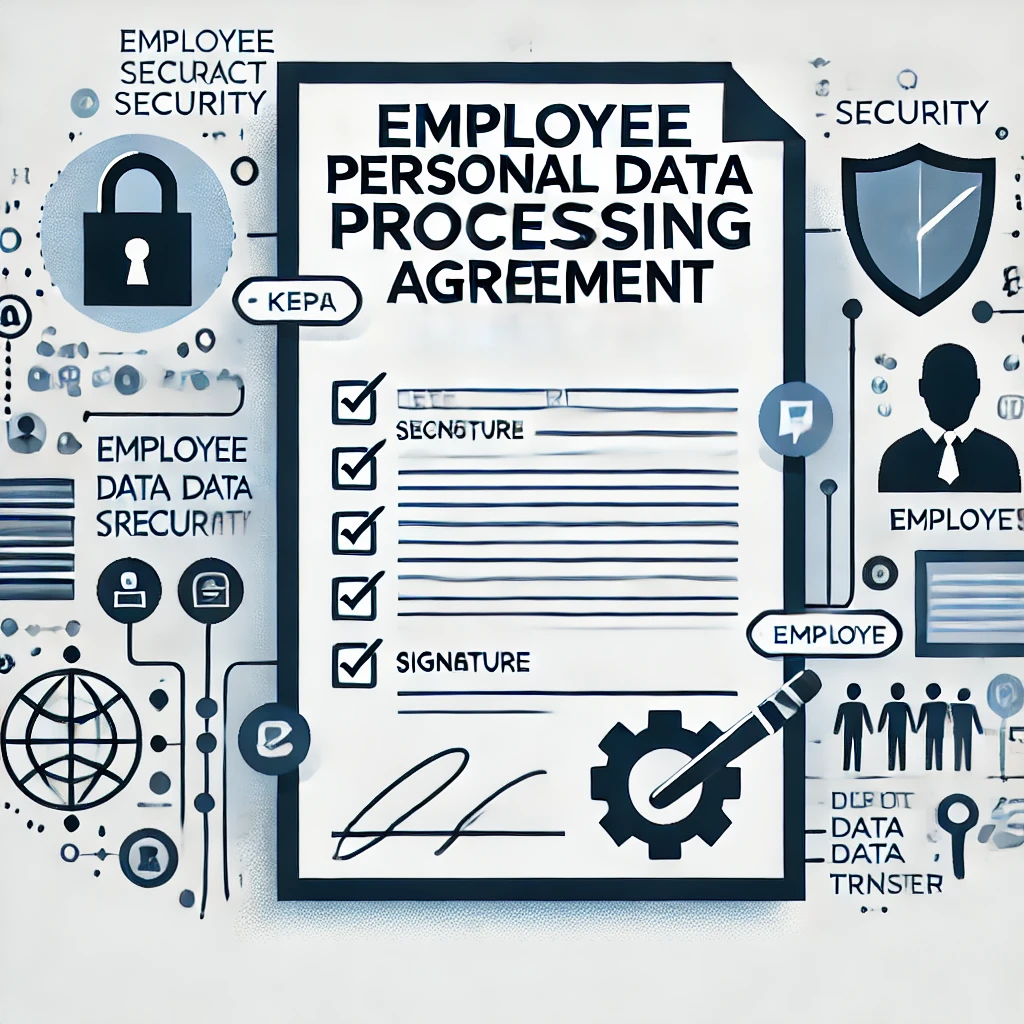 EMPLOYEE
SECURACT
SECURITY
EMPLOYEE
PERSONAL DATA
PROCESSING
AGREEMENT
SECURITY
KEPA
SECNGTURE
EMPLOYEE
DATA DATA
SRECURITY
EMPLOYES
EMPLOYE
SIGNATURE
DATA
DATA
TRNSTER